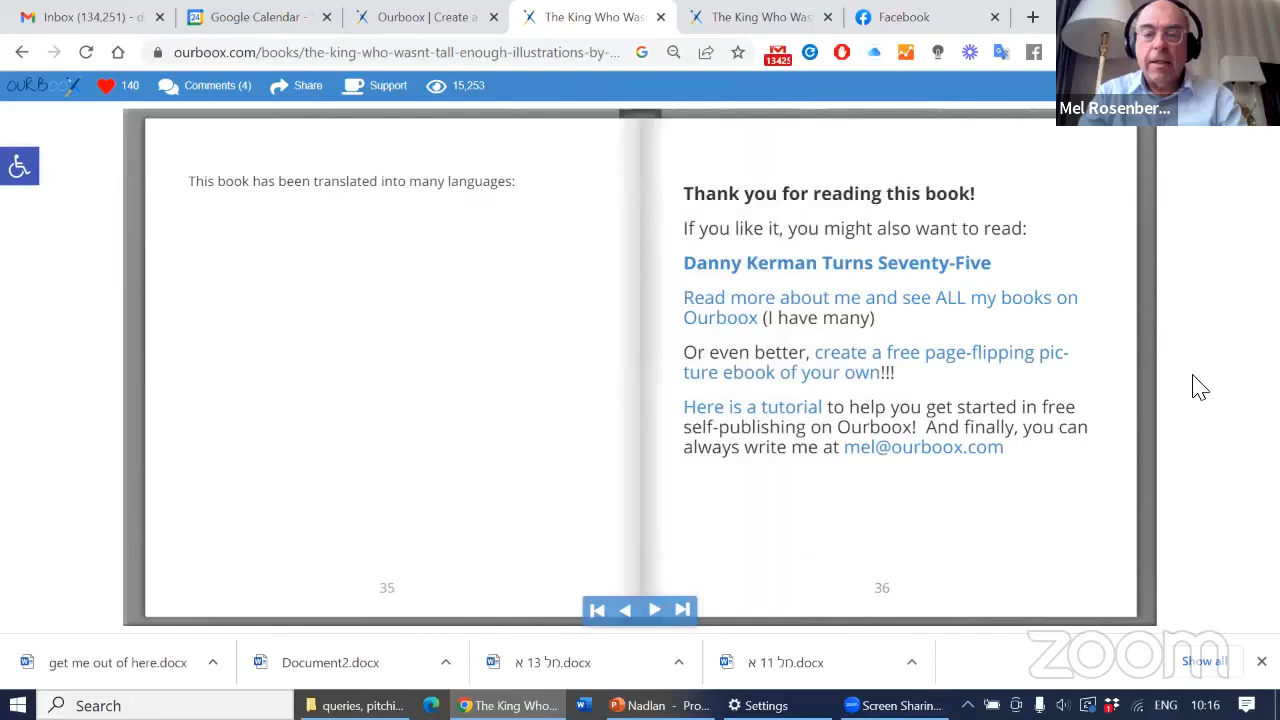 Inbox (134,251) - d
Google Calendar -
Ourboox | Create a
The King Who Was
The King Who Was
Facebook
ourboox.com/books/the-king-who-wasnt-tall-enough-illustrations-by-...
13425
OURBOOX
140
Comments (4)
Share
Support
15,253
Mel Rosenber...
This book has been translated into many languages:
35
Thank you for reading this book!
If you like it, you might also want to read:
Danny Kerman Turns Seventy-Five
Read more about me and see ALL my books on
Ourboox (I have many)
Or even better, create a free page-flipping pic-
ture ebook of your own!!!
Here is a tutorial to help you get started in free
self-publishing on Ourboox! And finally, you can
always write me at mel@ourboox.com
36
get me out of here.docx
Document2.docx
מל 13 א.docx
מל 11 א.docx
Show all
zoom
Search
queries, pitchi...
The King Who...
Nadlan - Pro...
Settings
Screen Sharin...
ENG
10:16